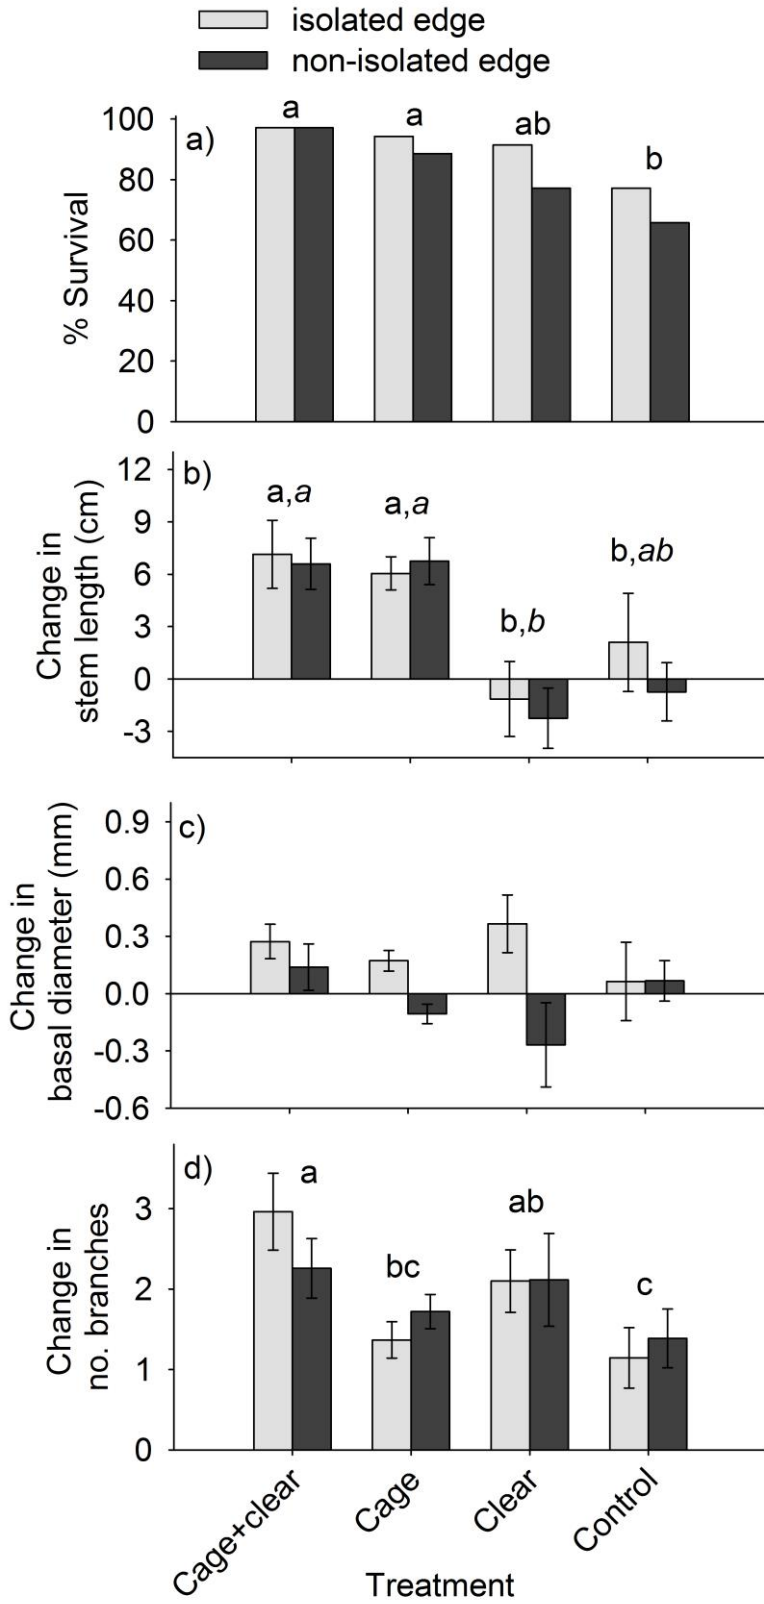 isolated edge
non-isolated edge
a)
% Survival
100
80
60
40
20
0
a
a
ab
b
b)
Change in
stem length (cm)
12
9
6
3
0
-3
a,a
a,a
b,b
b,ab
c)
Change in
basal diameter (mm)
0.9
0.6
0.3
0.0
-0.3
-0.6
d)
Change in
no. branches
3
2
1
0
a
bc
ab
c
Cage+clear
Cage
Clear
Control
Treatment